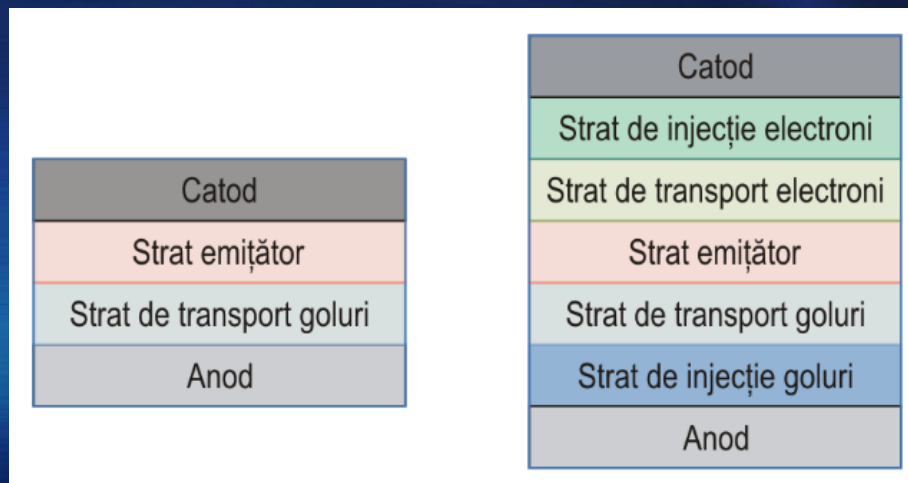 Catod
Strat emițător
Strat de transport goluri
Anod
Catod
Strat de injecție electroni
Strat de transport electroni
Strat emițător
Strat de transport goluri
Strat de injecție goluri
Anod